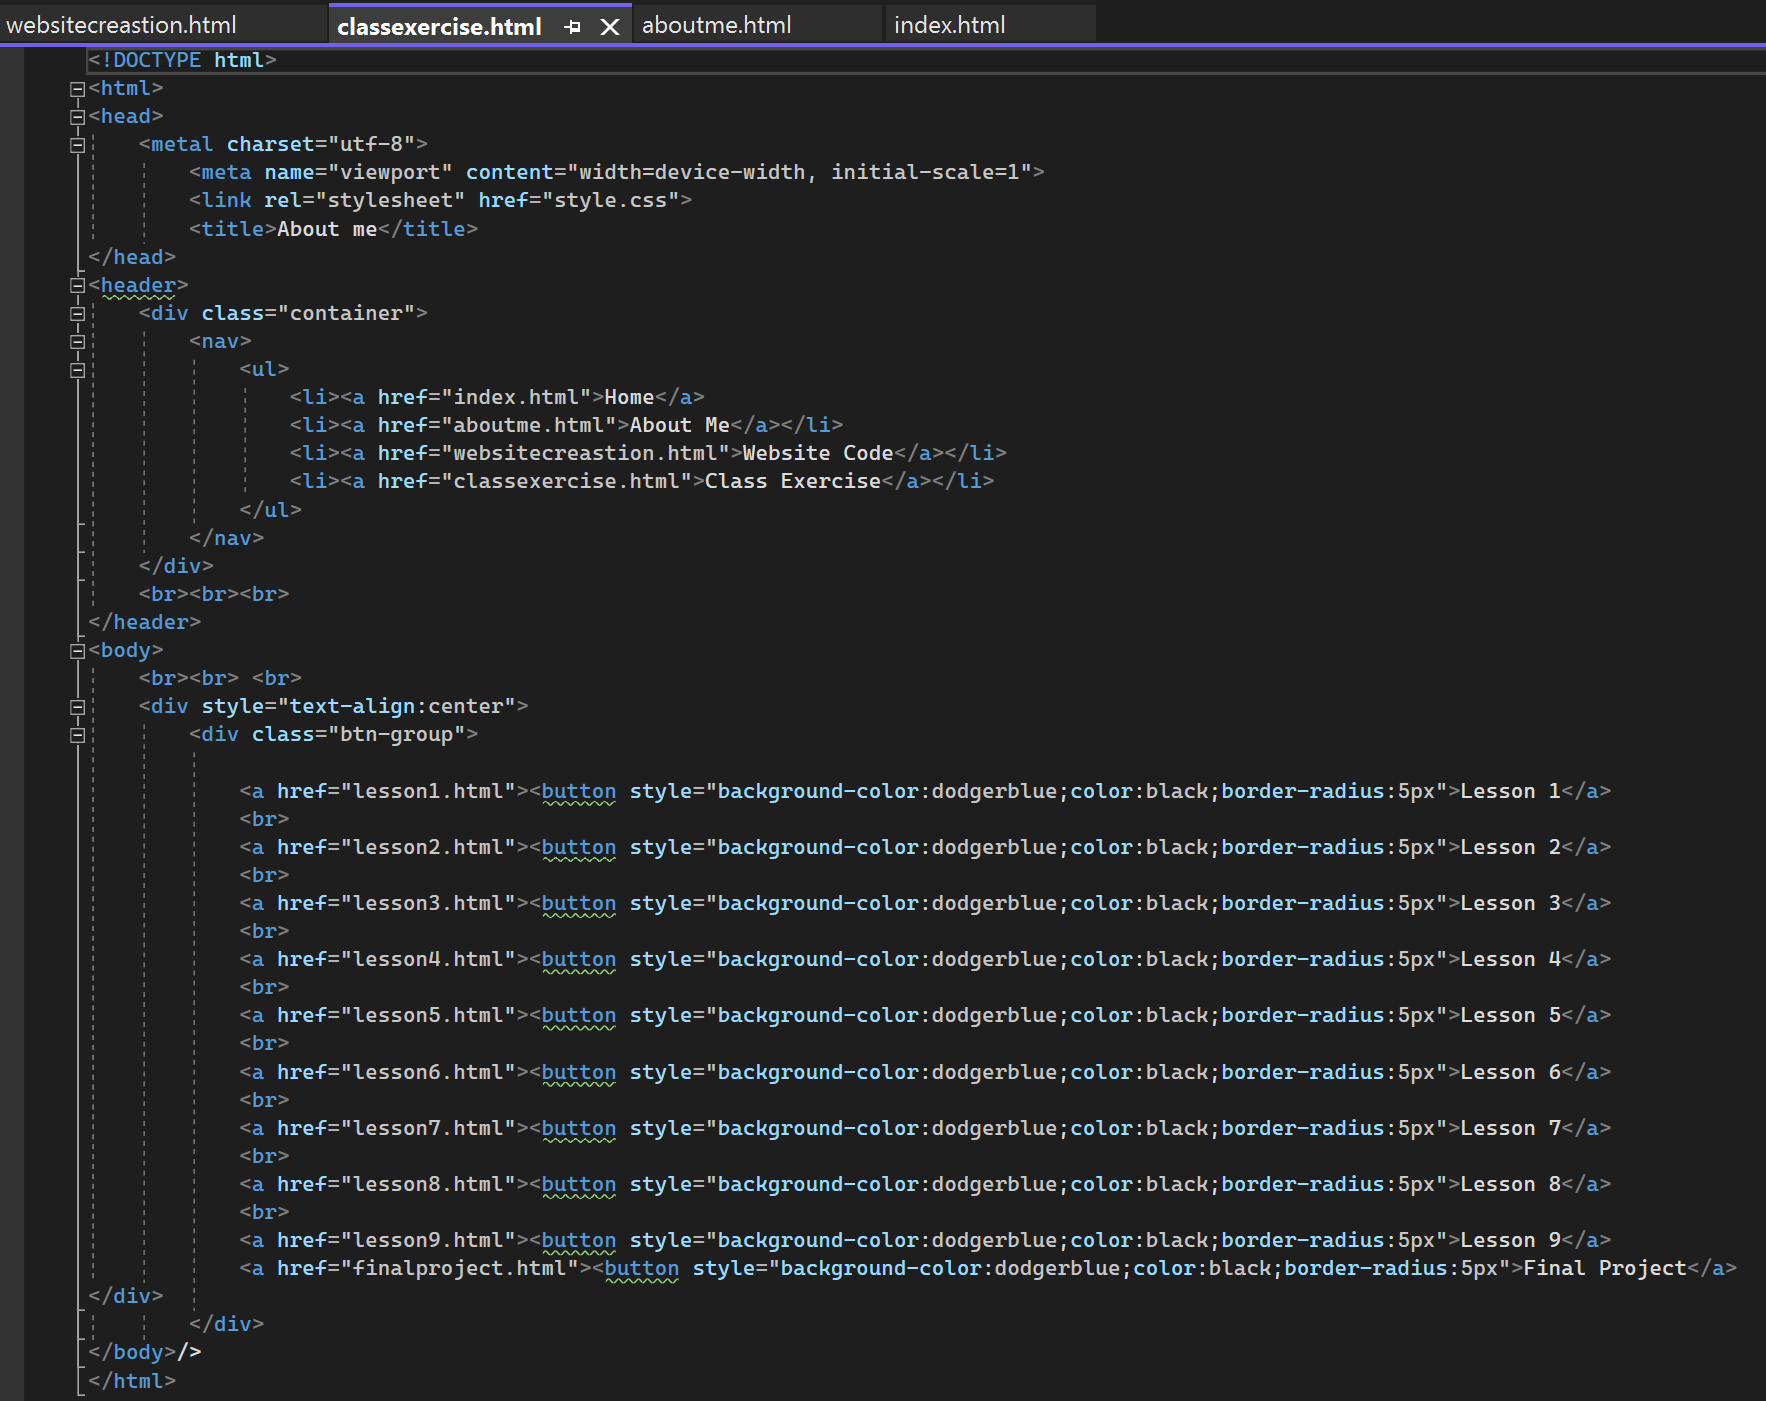 websitecreastion.html classexercise.html aboutme.html index.html
<!DOCTYPE html>
<html>
<head>
    <metal charset="utf-8">
        <meta name="viewport" content="width=device-width, initial-scale=1">
        <link rel="stylesheet" href="style.css">
        <title>About me</title>
</head>
<header>
    <div class="container">
        <nav>
            <ul>
                <li><a href="index.html">Home</a>
                <li><a href="aboutme.html">About Me</a></li>
                <li><a href="websitecreastion.html">Website Code</a></li>
                <li><a href="classexercise.html">Class Exercise</a></li>
            </ul>
        </nav>
    </div>
    <br><br><br>
</header>
<body>
    <br><br> <br>
    <div style="text-align:center">
        <div class="btn-group">

            <a href="lesson1.html"><button style="background-color:dodgerblue;color:black;border-radius:5px">Lesson 1</a>
            <br>
            <a href="lesson2.html"><button style="background-color:dodgerblue;color:black;border-radius:5px">Lesson 2</a>
            <br>
            <a href="lesson3.html"><button style="background-color:dodgerblue;color:black;border-radius:5px">Lesson 3</a>
            <br>
            <a href="lesson4.html"><button style="background-color:dodgerblue;color:black;border-radius:5px">Lesson 4</a>
            <br>
            <a href="lesson5.html"><button style="background-color:dodgerblue;color:black;border-radius:5px">Lesson 5</a>
            <br>
            <a href="lesson6.html"><button style="background-color:dodgerblue;color:black;border-radius:5px">Lesson 6</a>
            <br>
            <a href="lesson7.html"><button style="background-color:dodgerblue;color:black;border-radius:5px">Lesson 7</a>
            <br>
            <a href="lesson8.html"><button style="background-color:dodgerblue;color:black;border-radius:5px">Lesson 8</a>
            <br>
            <a href="lesson9.html"><button style="background-color:dodgerblue;color:black;border-radius:5px">Lesson 9</a>
            <a href="finalproject.html"><button style="background-color:dodgerblue;color:black;border-radius:5px">Final Project</a>
</div>
        </div>
</body>/>
</html>